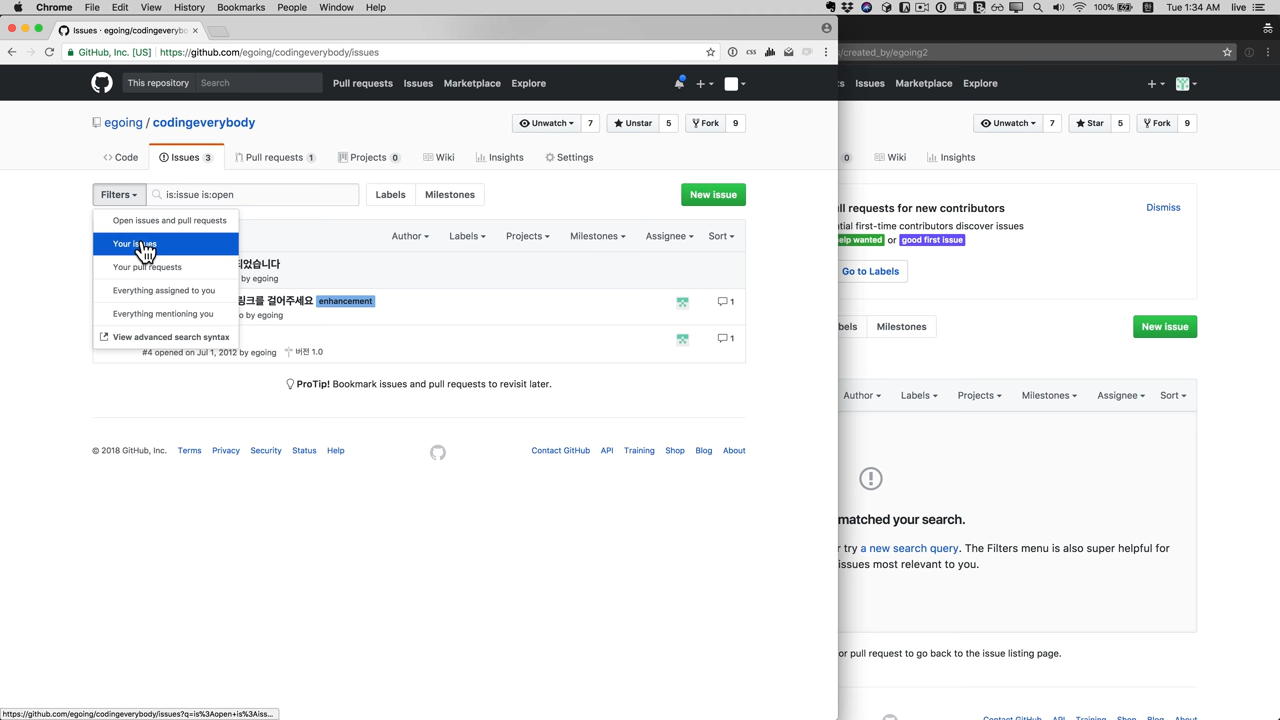 Chrome File Edit View History Bookmarks People Window Help 100% Tue 1:34 AM live
Issues · egoing/codingeverybo
GitHub, Inc. [US] https://github.com/egoing/codingeverybody/issues
css
/created_by/egoing2
This repository Search Pull requests Issues Marketplace Explore
ts Issues Marketplace Explore
egoing / codingeverybody
Unwatch 7 Unstar 5 Fork 9
Unwatch 7 Star 5 Fork 9
Code Issues 3 Pull requests 1 Projects 0 Wiki Insights Settings
0 Wiki Insights
Filters is:issue is:open Labels Milestones New issue
Open issues and pull requests
Your issues
Your pull requests
Everything assigned to you
Everything mentioning you
View advanced search syntax
Author Labels Projects Milestones Assignee Sort
되었습니다
by egoing
링크를 걸어주세요 enhancement 1
o by egoing
1
#4 opened on Jul 1, 2012 by egoing 버전 1.0
ProTip! Bookmark issues and pull requests to revisit later.
© 2018 GitHub, Inc. Terms Privacy Security Status Help
Contact GitHub API Training Shop Blog About
ll requests for new contributors Dismiss
ntial first-time contributors discover issues
elp wanted or good first issue
Go to Labels
bels Milestones New issue
Author Labels Projects Milestones Assignee Sort
matched your search.
r try a new search query. The Filters menu is also super helpful for
issues most relevant to you.
or pull request to go back to the issue listing page.
Contact GitHub API Training Shop Blog About
https://github.com/egoing/codingeverybody/issues?q=is%3Aopen+is%3Aiss...